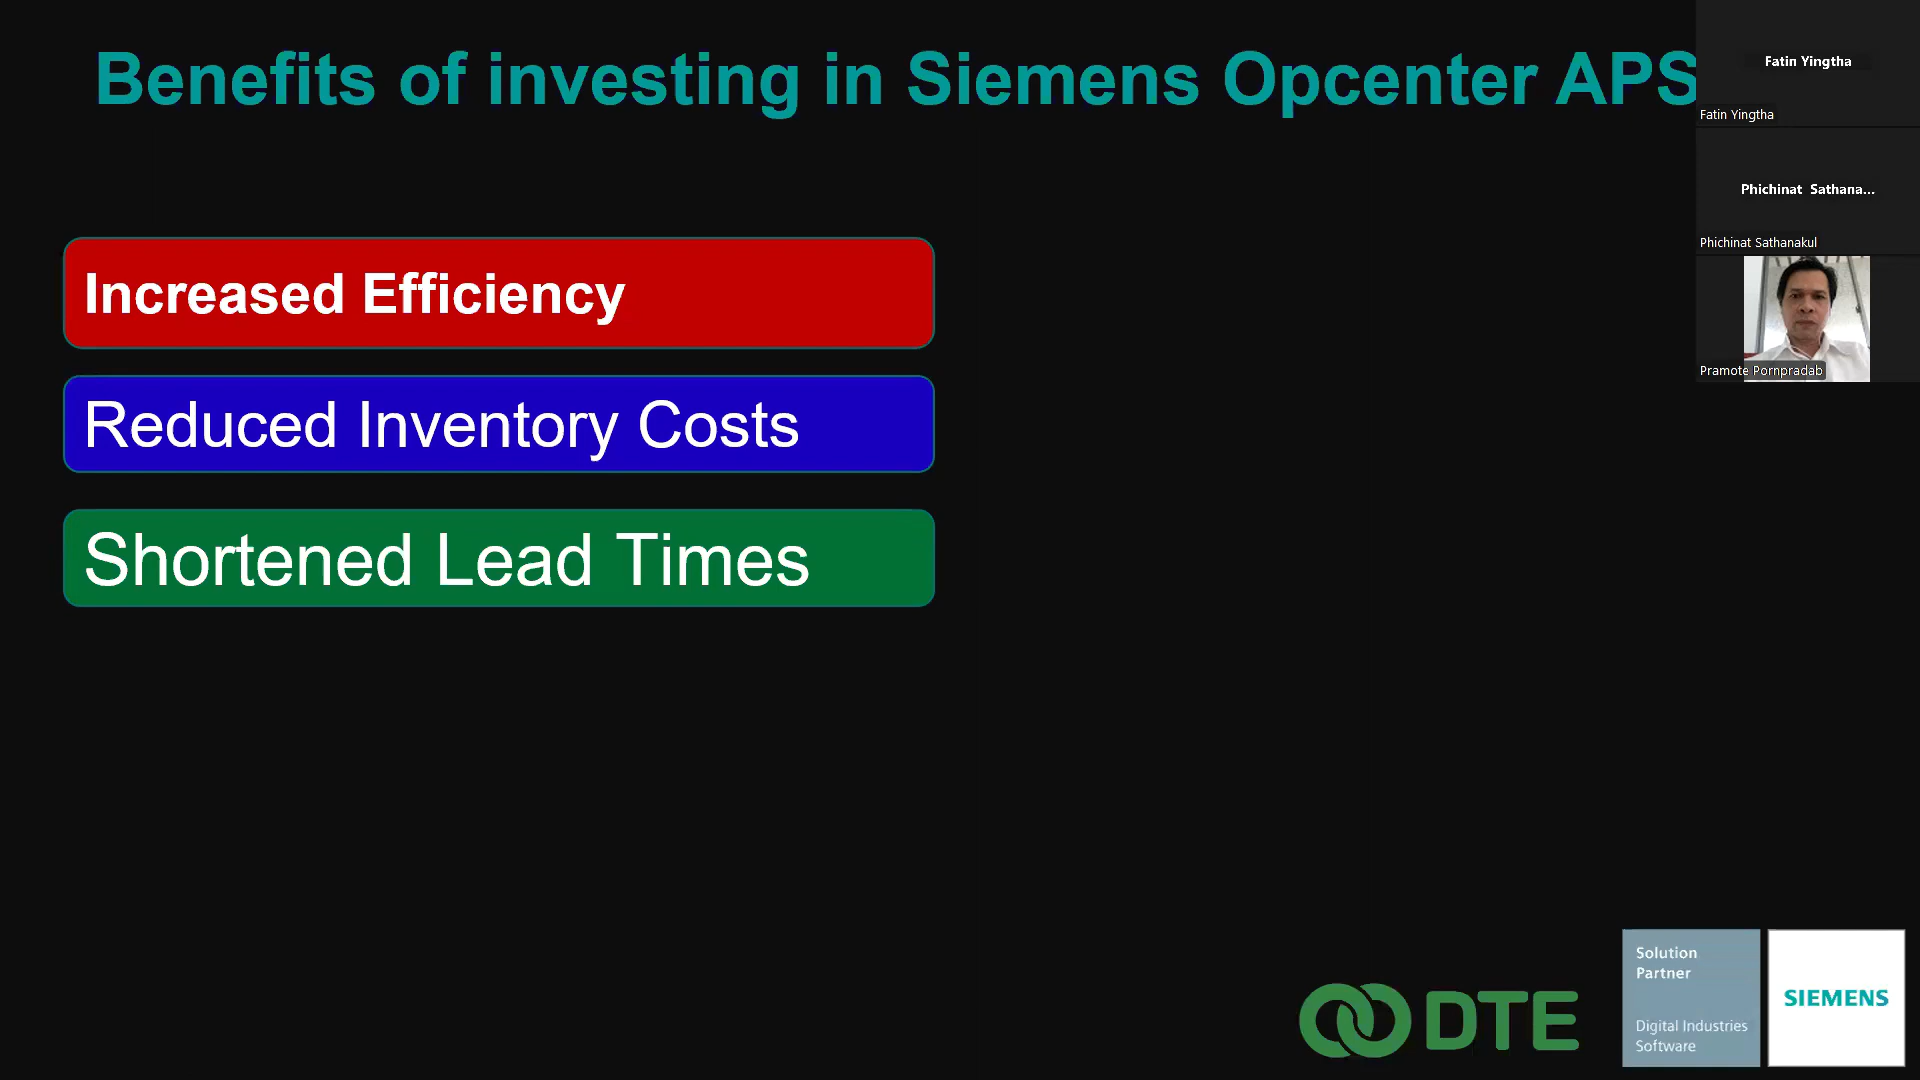 Benefits of investing in Siemens Opcenter APS
Increased Efficiency
Reduced Inventory Costs
Shortened Lead Times
Fatin Yingtha
Fatin Yingtha
Phichinat Sathana...
Phichinat Sathanakul
Pramote Pornpradab
DTE
Solution
Partner
Digital Industries
Software
SIEMENS